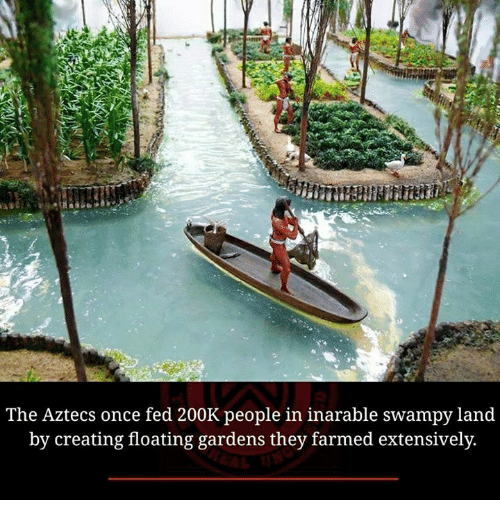 The Aztecs once fed 200K people in inarable swampy land
by creating floating gardens they farmed extensively.